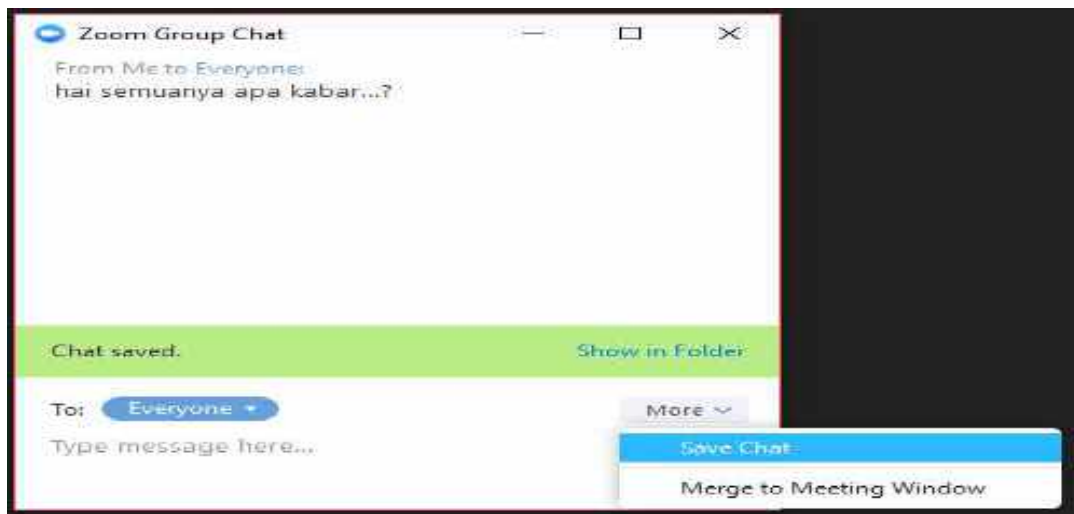 Zoom Group Chat
From Me to Everyone:
hai semuanya apa kabar...?
Chat saved. Show in Folder
To: Everyone More
Type message here...
Save Chat
Merge to Meeting Window